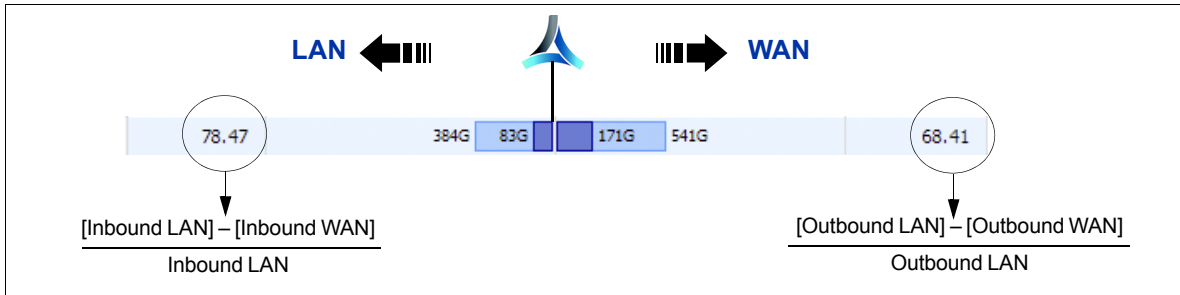 LAN
WAN
78.47
384G 83G 171G 541G
68.41
[Inbound LAN] – [Inbound WAN]
Inbound LAN
[Outbound LAN] – [Outbound WAN]
Outbound LAN